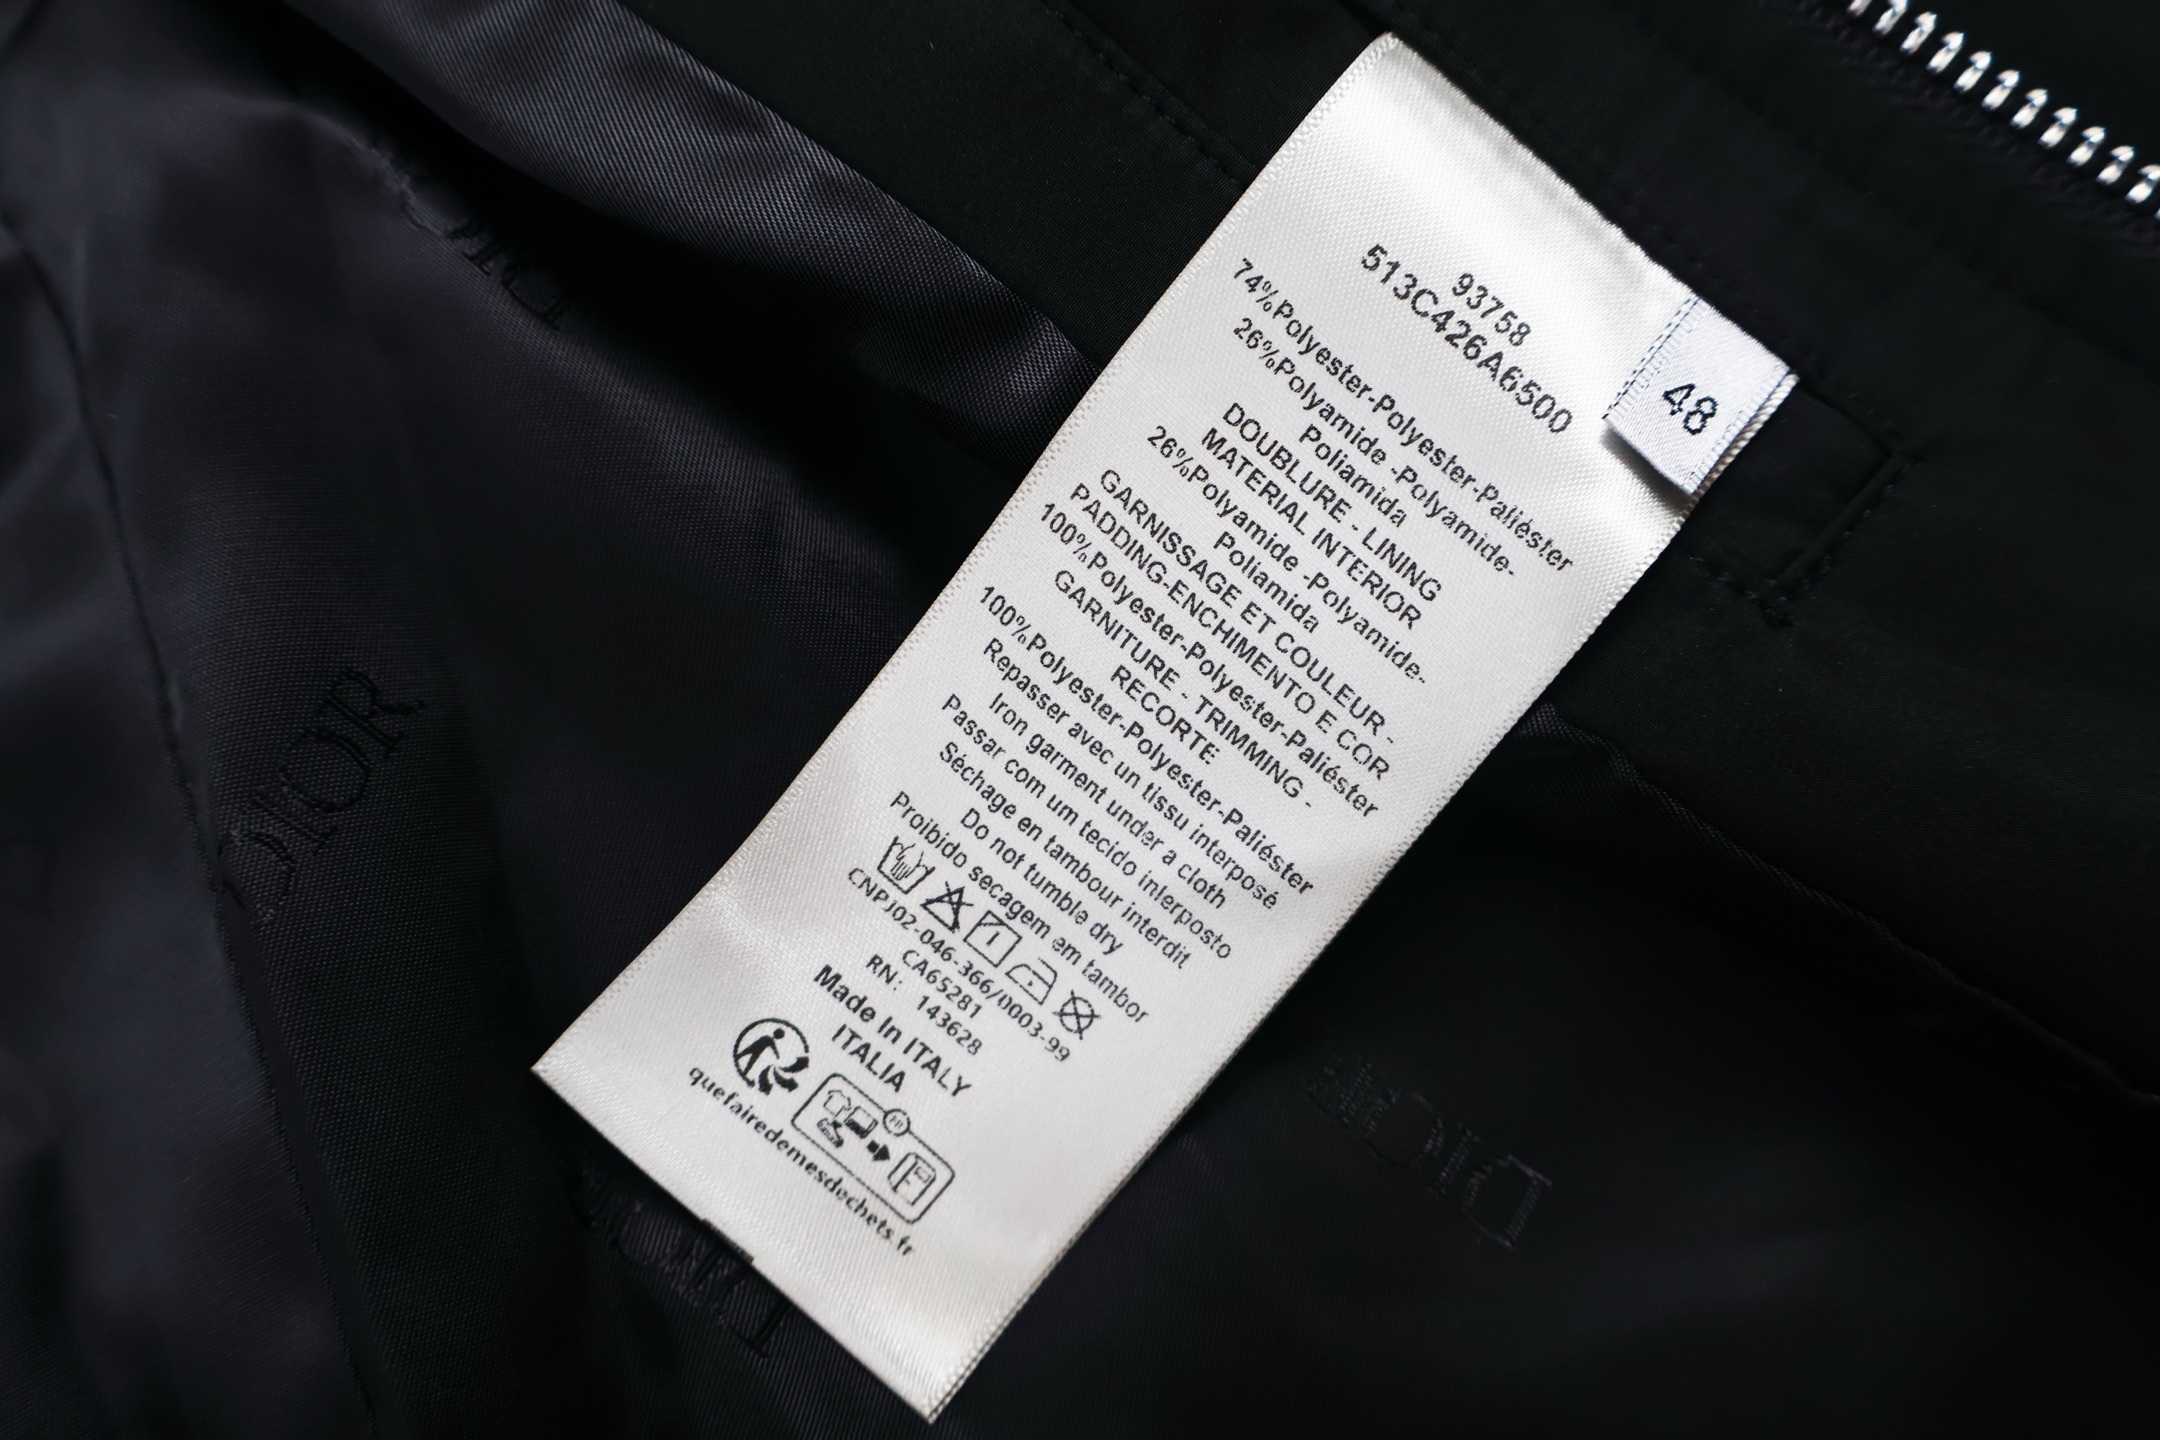 93758
513C426A6500
74%Polyester-Polyester-Paliéster
26%Polyamide -Polyamide-
Poliamida
DOUBLURE - LINING
MATERIAL INTERIOR
26%Polyamide -Polyamide-
Poliamida
GARNISSAGE ET COULEUR -
PADDING-ENCHIMENTO E COR
100%Polyester-Polyester-Paliéster
GARNITURE - TRIMMING -
RECORTE
100%Polyester-Polyester-Paliéster
Repasser avec un tissu interposé
Iron garment under a cloth
Passar com um tecido inlerposto
Séchage en tambour interdit
Do not tumble dry
Proibido secagem em tambor
CNPJ02-046-366/0003-99
CA65281
RN: 143628
Made In ITALY
ITALIA
FR
quefairedemesdechets.fr
48
DIOR
DIOR
DIOR
DIOR